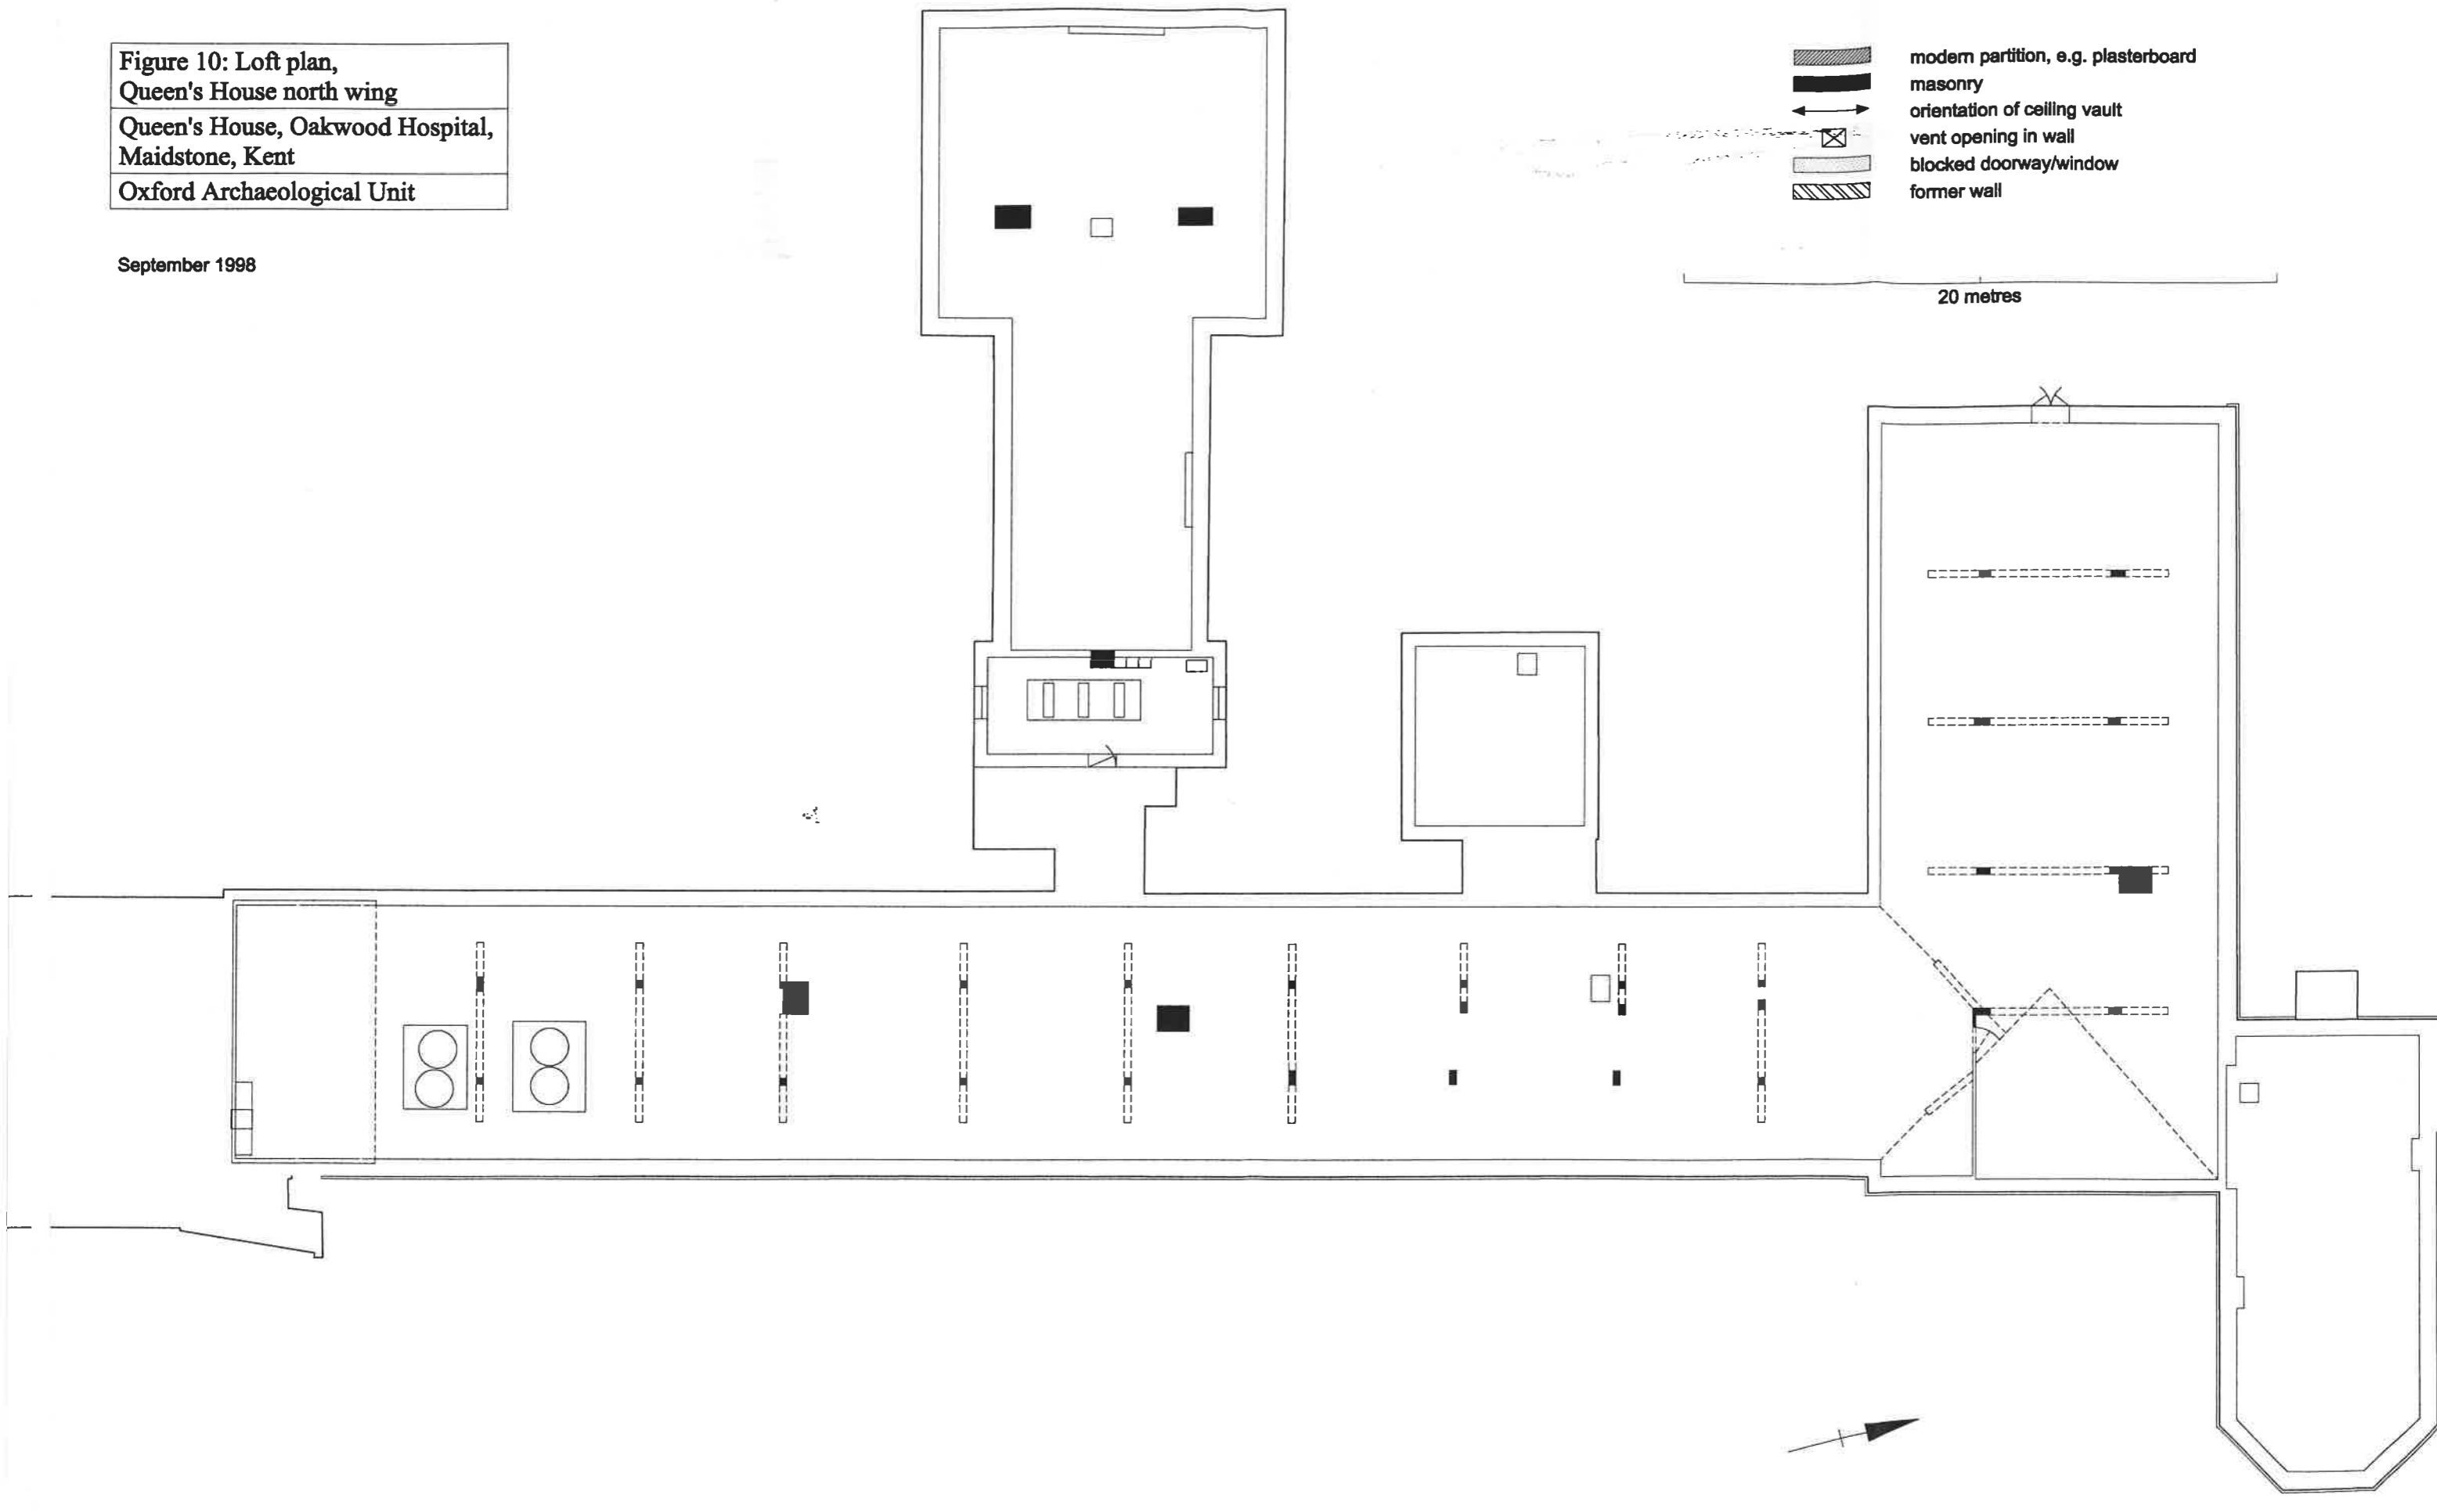 Figure 10: Loft plan,
Queen's House north wing
Queen's House, Oakwood Hospital,
Maidstone, Kent
Oxford Archaeological Unit
September 1998
modern partition, e.g. plasterboard
masonry
orientation of ceiling vault
vent opening in wall
blocked doorway/window
former wall
20 metres